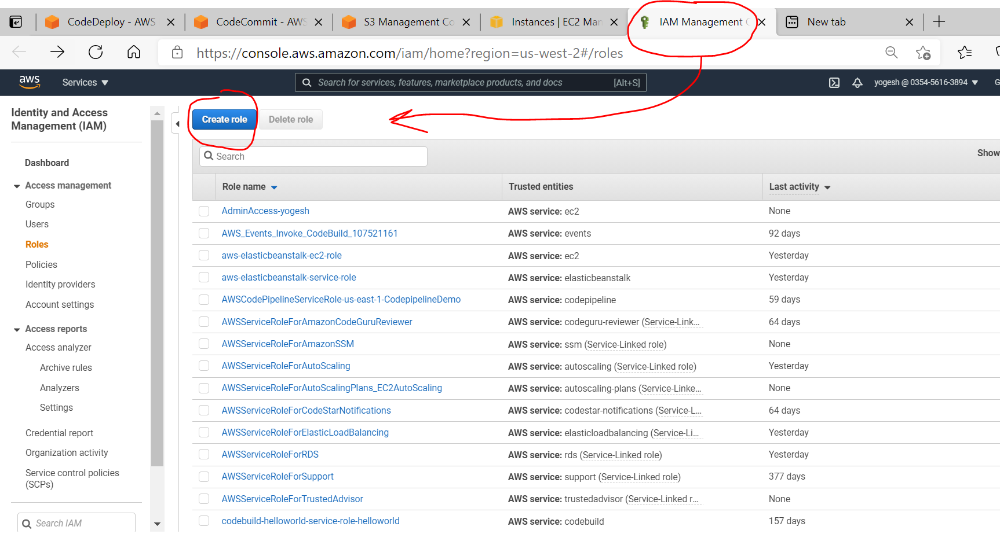 CodeDeploy - AWS
CodeCommit - AWS
S3 Management Co
Instances | EC2 Man
IAM Management C
New tab
https://console.aws.amazon.com/iam/home?region=us-west-2#/roles
aws
Services
Search for services, features, marketplace products, and docs
[Alt+S]
yogesh @ 0354-5616-3894
G
Identity and Access
Management (IAM)
Dashboard
Access management
Groups
Users
Roles
Policies
Identity providers
Account settings
Access reports
Access analyzer
Archive rules
Analyzers
Settings
Credential report
Organization activity
Service control policies
(SCPs)
Search IAM
Create role
Delete role
Search
Show
Role name
Trusted entities
Last activity
AdminAccess-yogesh AWS service: ec2 None
AWS_Events_Invoke_CodeBuild_107521161 AWS service: events 92 days
aws-elasticbeanstalk-ec2-role AWS service: ec2 Yesterday
aws-elasticbeanstalk-service-role AWS service: elasticbeanstalk Yesterday
AWSCodePipelineServiceRole-us-east-1-CodepipelineDemo AWS service: codepipeline 59 days
AWSServiceRoleForAmazonCodeGuruReviewer AWS service: codeguru-reviewer (Service-Link... 64 days
AWSServiceRoleForAmazonSSM AWS service: ssm (Service-Linked role) None
AWSServiceRoleForAutoScaling AWS service: autoscaling (Service-Linked role) Yesterday
AWSServiceRoleForAutoScalingPlans_EC2AutoScaling AWS service: autoscaling-plans (Service-Linke... None
AWSServiceRoleForCodeStarNotifications AWS service: codestar-notifications (Service-L... 64 days
AWSServiceRoleForElasticLoadBalancing AWS service: elasticloadbalancing (Service-Li... Yesterday
AWSServiceRoleForRDS AWS service: rds (Service-Linked role) Yesterday
AWSServiceRoleForSupport AWS service: support (Service-Linked role) 377 days
AWSServiceRoleForTrustedAdvisor AWS service: trustedadvisor (Service-Linked r... None
codebuild-helloworld-service-role-helloworld AWS service: codebuild 157 days